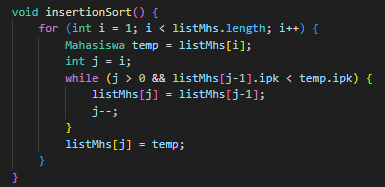 void insertionSort() {
    for (int i = 1; i < listMhs.length; i++) {
        Mahasiswa temp = listMhs[i];
        int j = i;
        while (j > 0 && listMhs[j-1].ipk < temp.ipk) {
            listMhs[j] = listMhs[j-1];
            j--;
        }
        listMhs[j] = temp;
    }
}